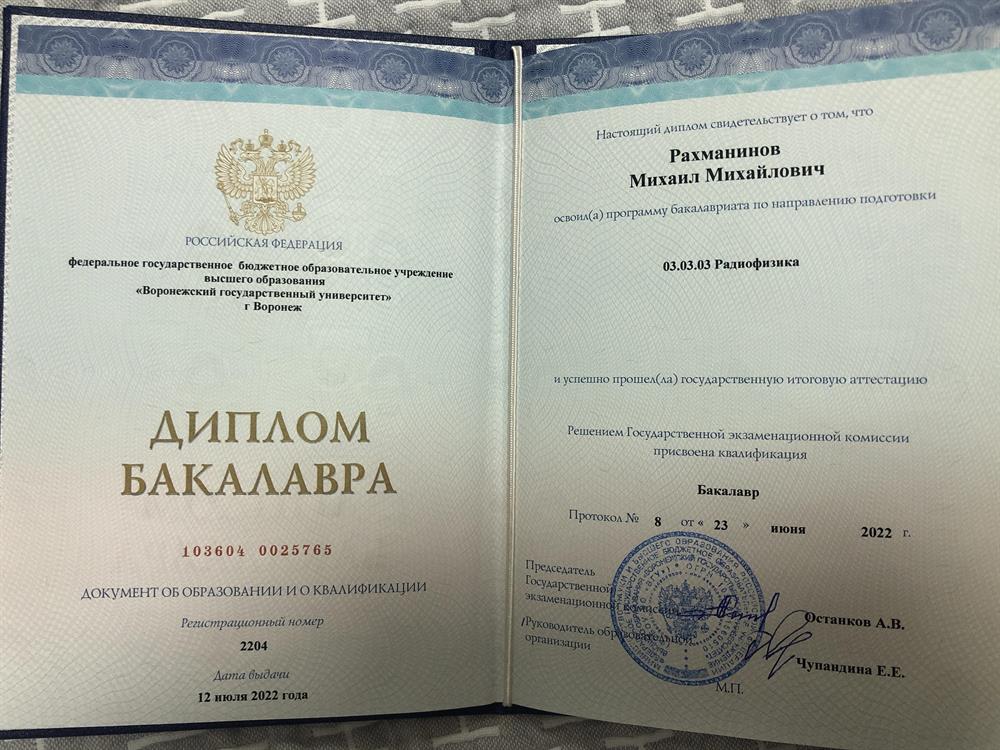 РОССИЙСКАЯ ФЕДЕРАЦИЯ
федеральное государственное бюджетное образовательное учреждение
высшего образования
«Воронежский государственный университет»
г Воронеж
ДИПЛОМ
БАКАЛАВРА
103604 0025765
ДОКУМЕНТ ОБ ОБРАЗОВАНИИ И О КВАЛИФИКАЦИИ
Регистрационный номер
2204
Дата выдачи
12 июля 2022 года
Настоящий диплом свидетельствует о том, что
Рахманинов
Михаил Михайлович
освоил(а) программу бакалавриата по направлению подготовки
03.03.03 Радиофизика
и успешно прошел(ла) государственную итоговую аттестацию
Решением Государственной экзаменационной комиссии
присвоена квалификация
Бакалавр
Протокол № 8 от « 23 » июня 2022 г.
Председатель
Государственной
экзаменационной комиссии
Останков А.В.
Руководитель образовательной
организации
Чупандина Е.Е.
М.П.